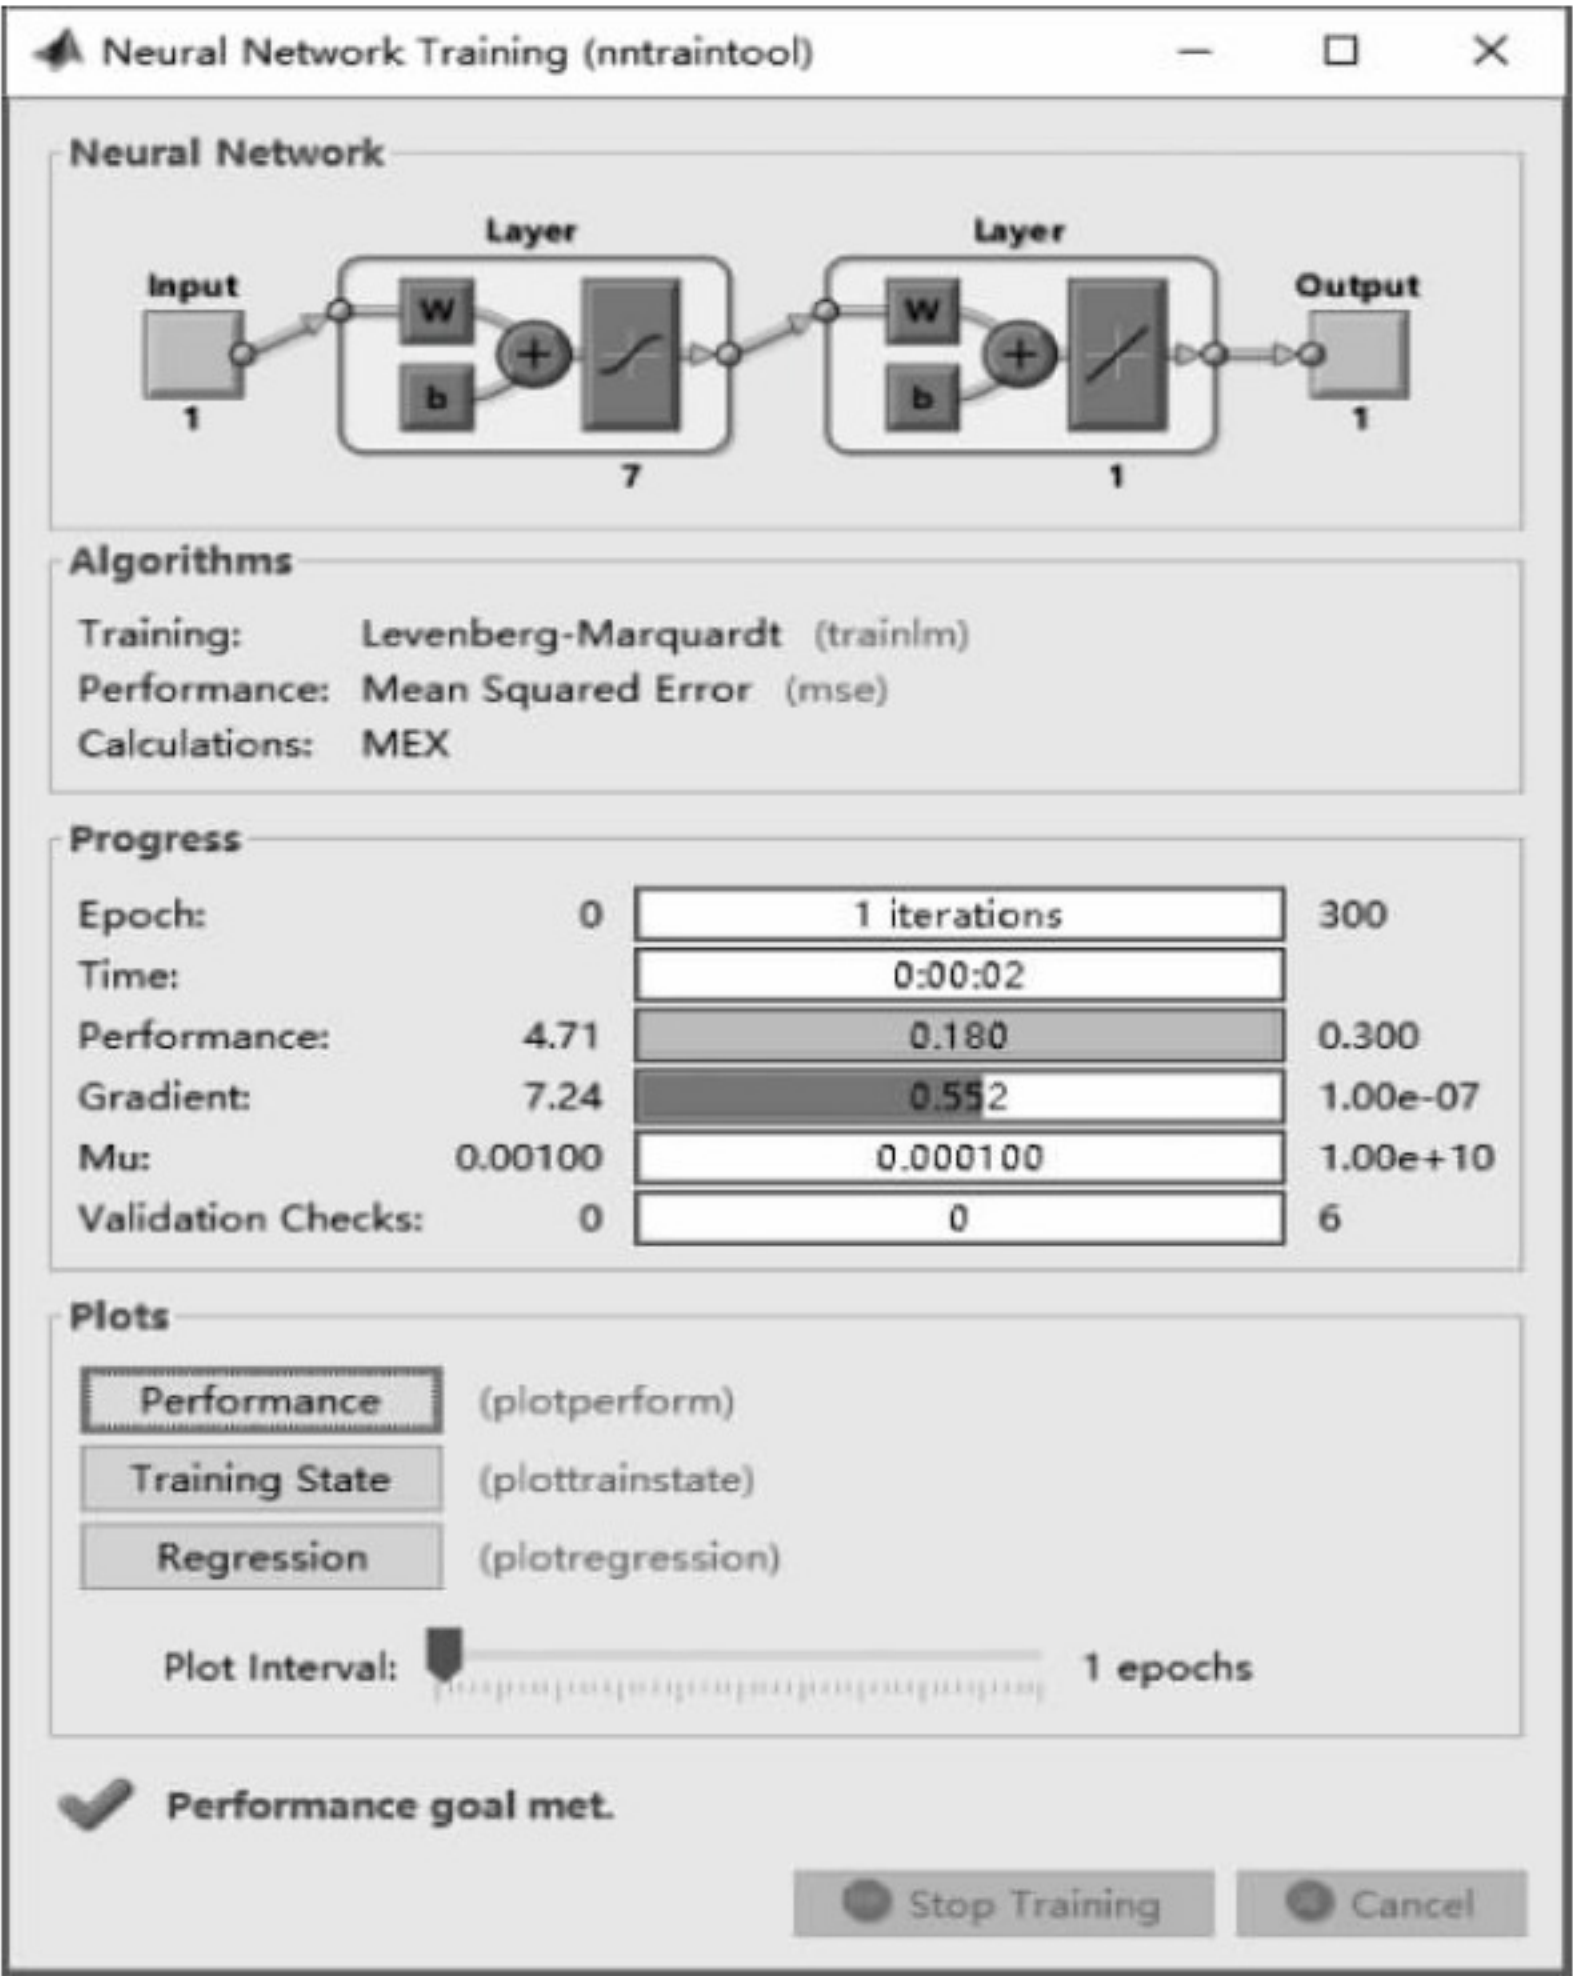 Neural Network Training (nntraintool)
Neural Network
Layer Layer
Input Output
W W
b b
1 1
7 1
Algorithms
Training: Levenberg-Marquardt (trainlm)
Performance: Mean Squared Error (mse)
Calculations: MEX
Progress
Epoch: 0 1 iterations 300
Time: 0:00:02
Performance: 4.71 0.180 0.300
Gradient: 7.24 0.552 1.00e-07
Mu: 0.00100 0.000100 1.00e+10
Validation Checks: 0 0 6
Plots
Performance (plotperform)
Training State (plottrainstate)
Regression (plotregression)
Plot Interval: 1 epochs
Performance goal met.
Stop Training Cancel